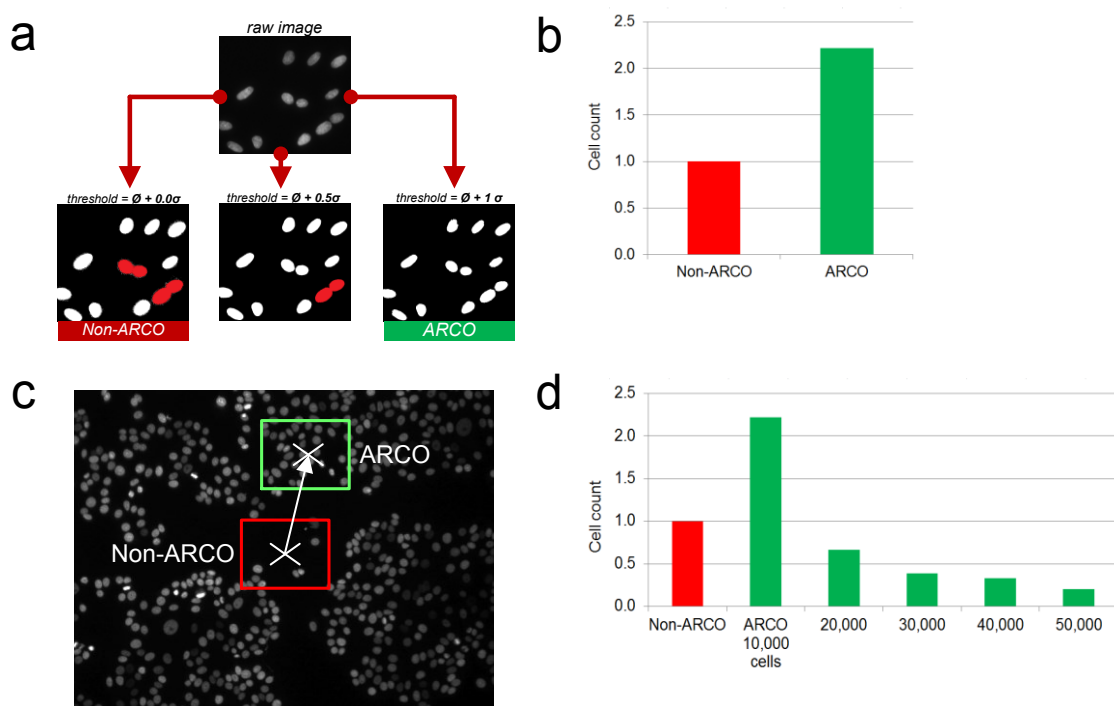 a
raw image
threshold = Ø + 0.0σ
threshold = Ø + 0.5σ
threshold = Ø + 1 σ
Non-ARCO
ARCO
b
2.5
2.0
1.5
1.0
0.5
0.0
Cell count
Non-ARCO
ARCO
c
ARCO
Non-ARCO
d
2.5
2.0
1.5
1.0
0.5
0.0
Cell count
Non-ARCO
ARCO
10,000
cells
20,000
30,000
40,000
50,000